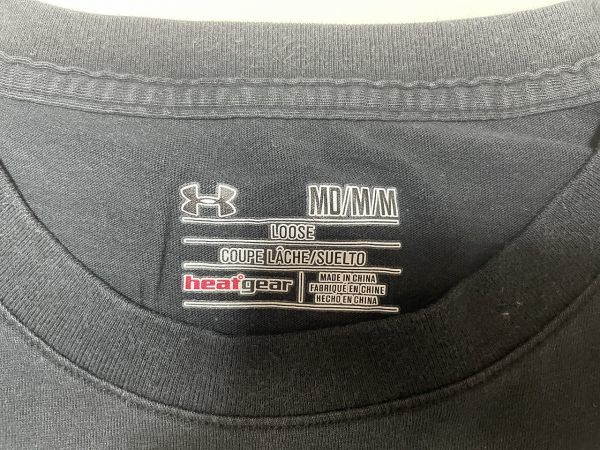 MD/M/M
LOOSE
COUPE LÂCHE/SUELTO
heatgear
MADE IN CHINA
FABRIQUÉ EN CHINE
HECHO EN CHINA